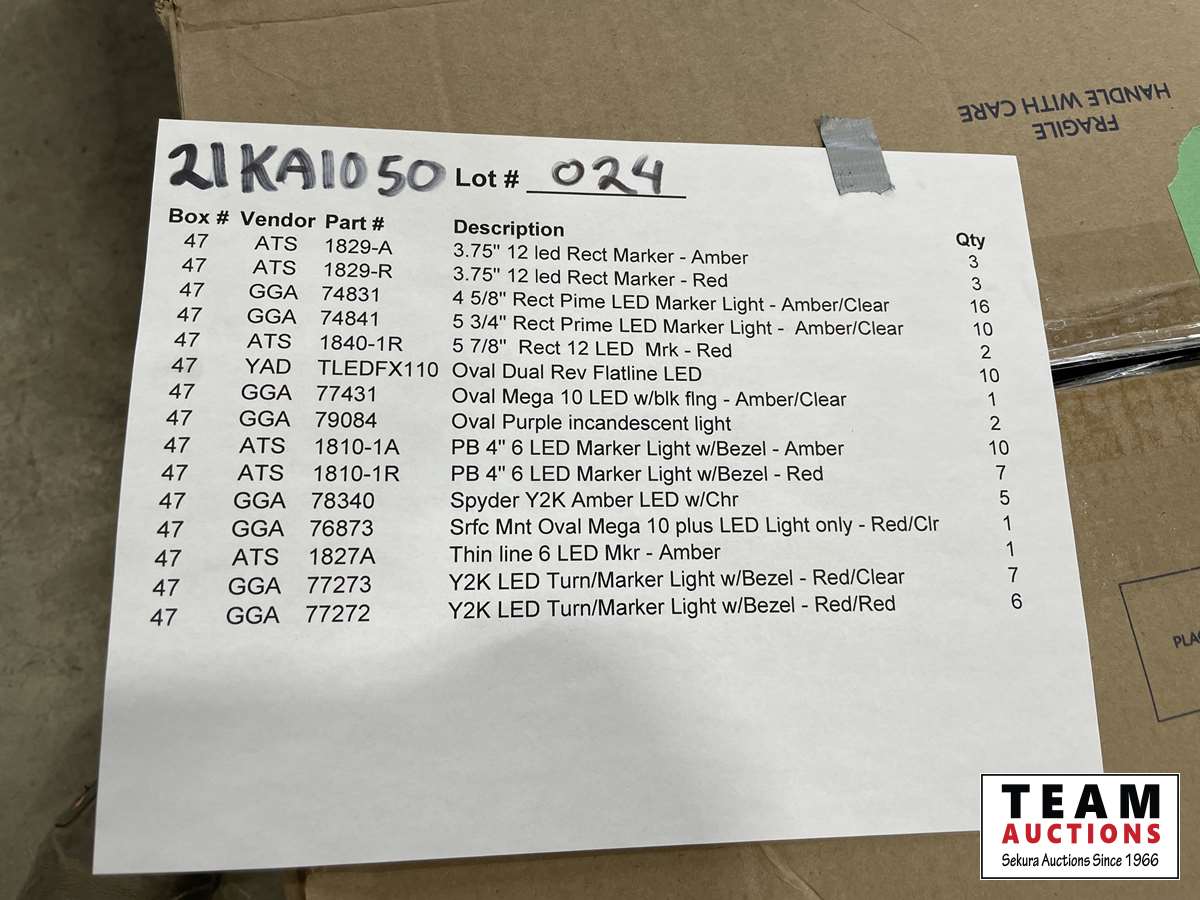 FRAGILE
HANDLE WITH CARE
21KA1050 Lot # 024
Box # Vendor Part # Description Qty
47 ATS 1829-A 3.75" 12 led Rect Marker - Amber 3
47 ATS 1829-R 3.75" 12 led Rect Marker - Red 3
47 GGA 74831 4 5/8" Rect Pime LED Marker Light - Amber/Clear 16
47 GGA 74841 5 3/4" Rect Prime LED Marker Light - Amber/Clear 10
47 ATS 1840-1R 5 7/8" Rect 12 LED Mrk - Red 2
47 YAD TLEDFX110 Oval Dual Rev Flatline LED 10
47 GGA 77431 Oval Mega 10 LED w/blk flng - Amber/Clear 1
47 GGA 79084 Oval Purple incandescent light 2
47 ATS 1810-1A PB 4" 6 LED Marker Light w/Bezel - Amber 10
47 ATS 1810-1R PB 4" 6 LED Marker Light w/Bezel - Red 7
47 GGA 78340 Spyder Y2K Amber LED w/Chr 5
47 GGA 76873 Srfc Mnt Oval Mega 10 plus LED Light only - Red/Clr 1
47 ATS 1827A Thin line 6 LED Mkr - Amber 1
47 GGA 77273 Y2K LED Turn/Marker Light w/Bezel - Red/Clear 7
47 GGA 77272 Y2K LED Turn/Marker Light w/Bezel - Red/Red 6
TEAM
AUCTIONS
Sekura Auctions Since 1966